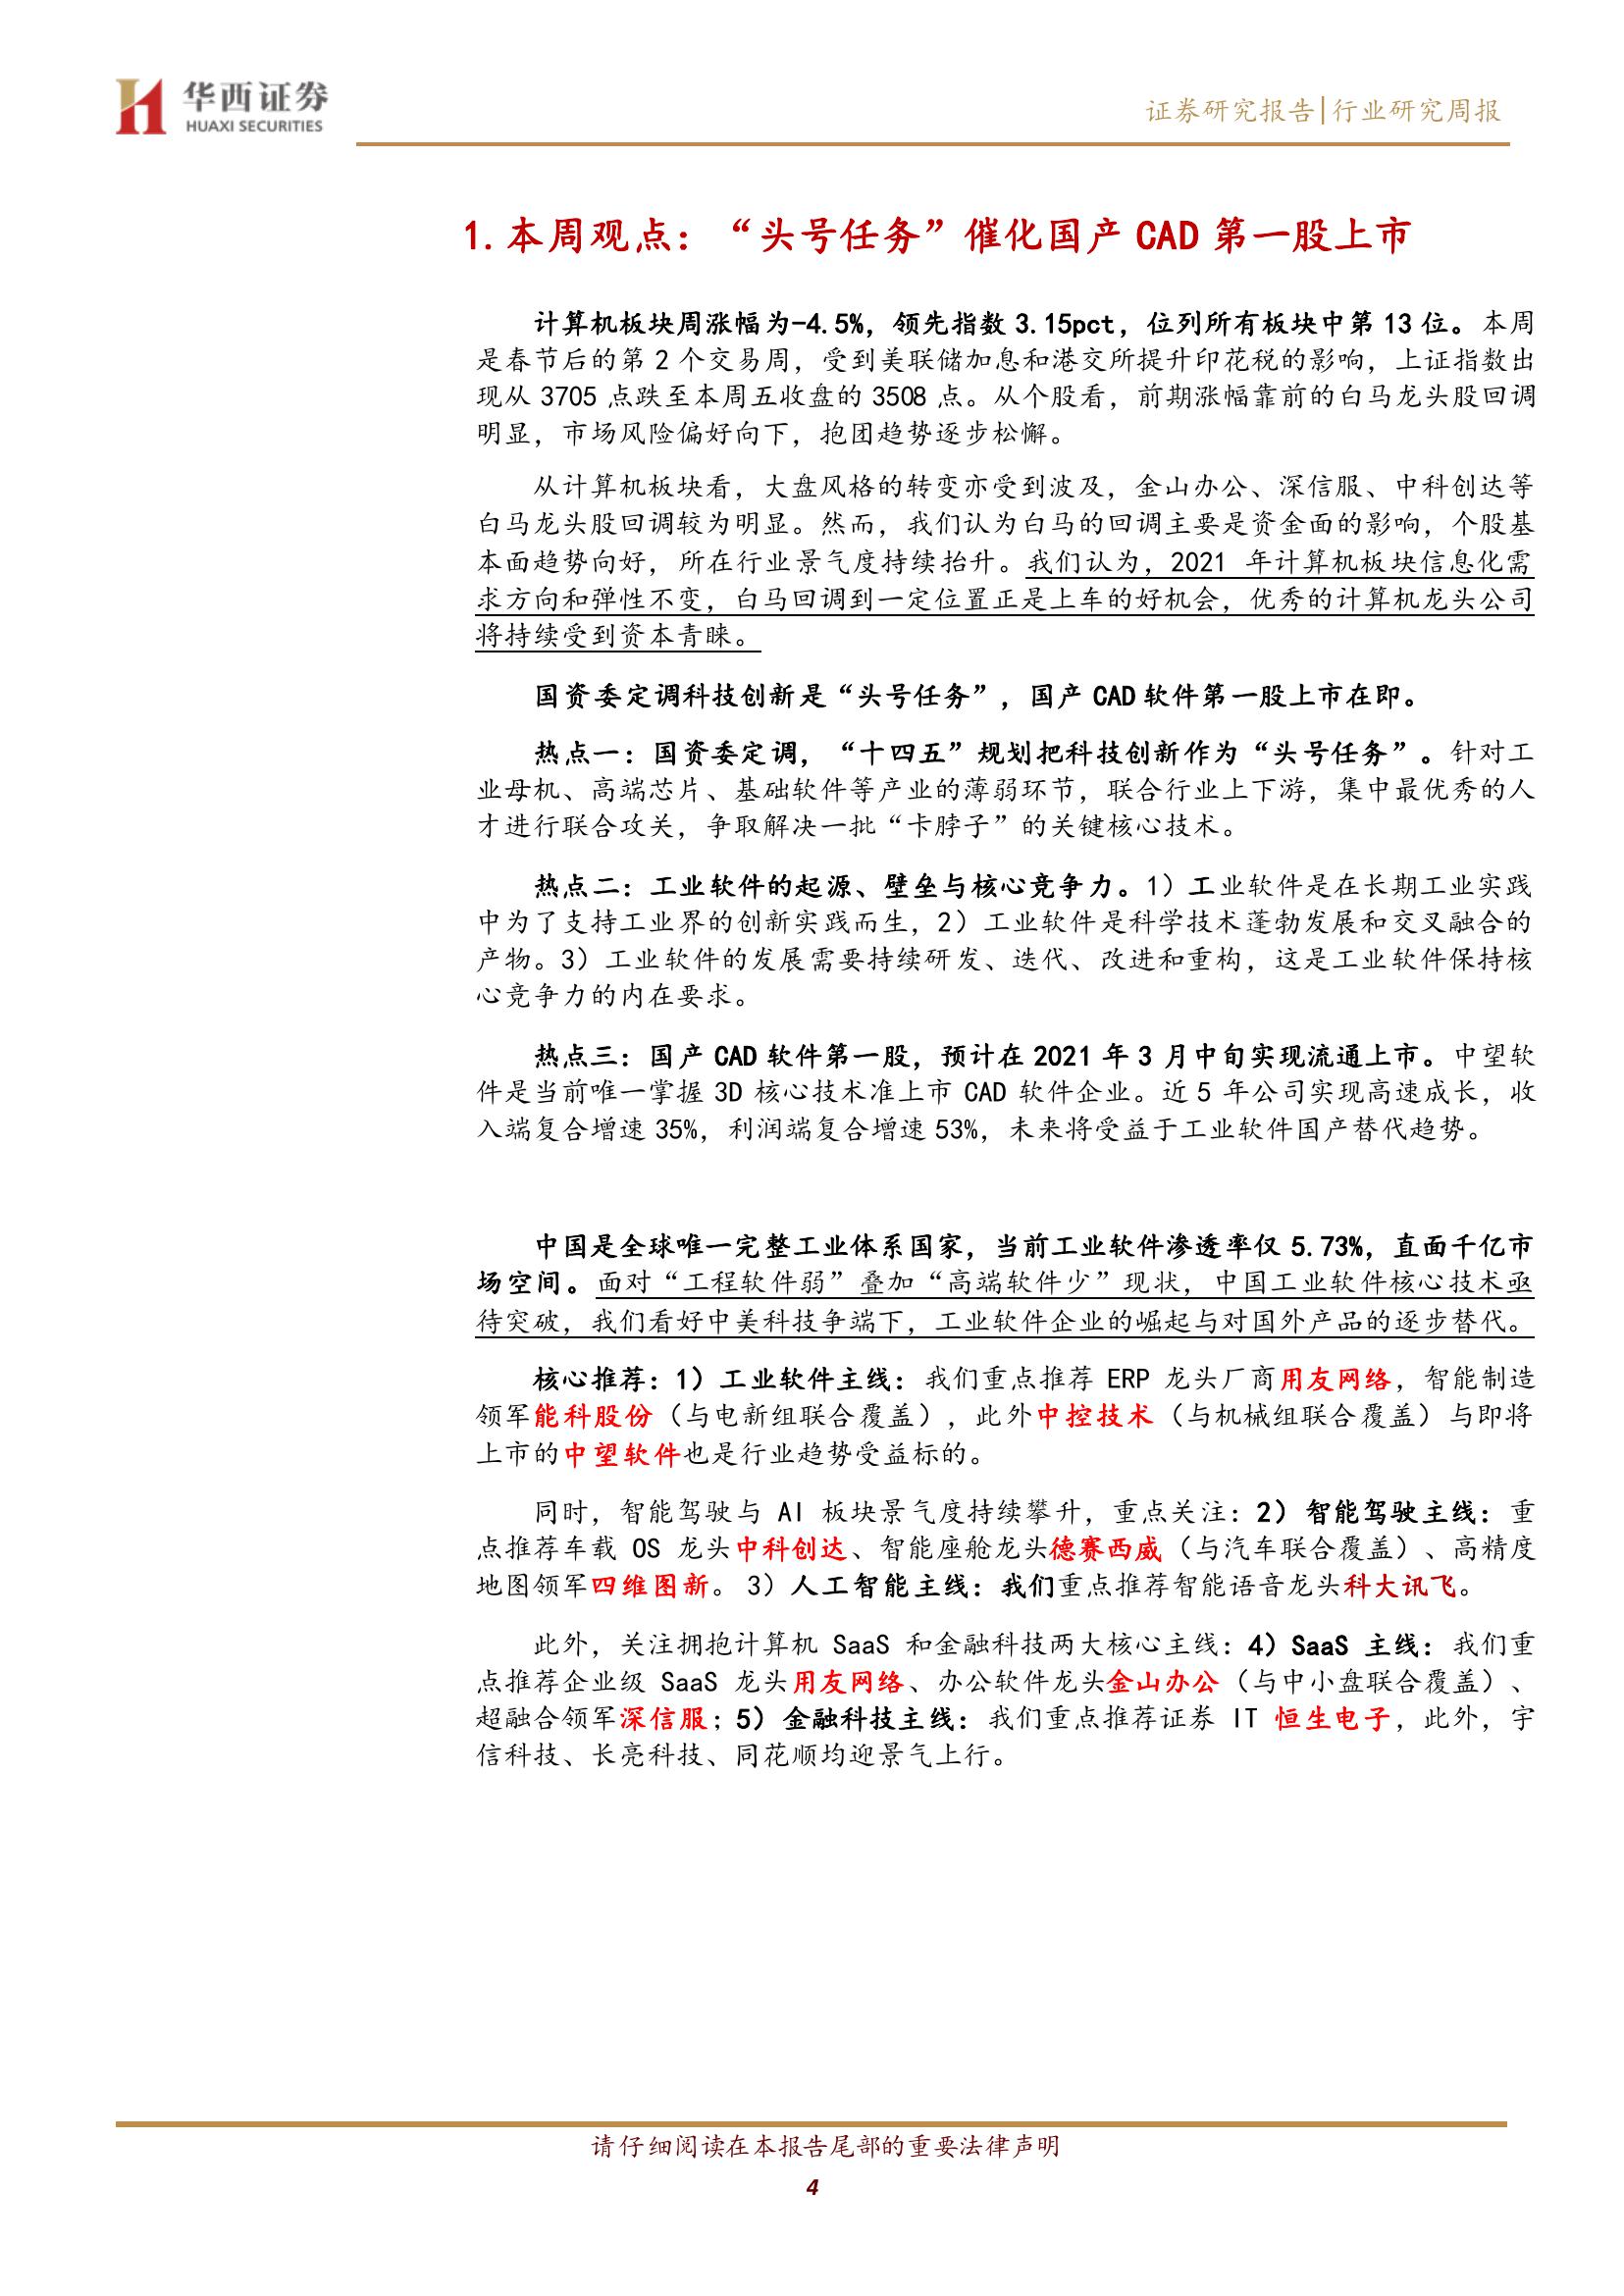 华西证券
HUAXI SECURITIES
证券研究报告|行业研究周报
1.本周观点：“头号任务”催化国产 CAD 第一股上市
计算机板块周涨幅为-4.5%，领先指数 3.15pct，位列所有板块中第 13 位。本周
是春节后的第 2 个交易周，受到美联储加息和港交所提升印花税的影响，上证指数出
现从 3705 点跌至本周五收盘的 3508 点。从个股看，前期涨幅靠前的白马龙头股回调
明显，市场风险偏好向下，抱团趋势逐步松懈。
从计算机板块看，大盘风格的转变亦受到波及，金山办公、深信服、中科创达等
白马龙头股回调较为明显。然而，我们认为白马的回调主要是资金面的影响，个股基
本面趋势向好，所在行业景气度持续抬升。我们认为，2021 年计算机板块信息化需
求方向和弹性不变，白马回调到一定位置正是上车的好机会，优秀的计算机龙头公司
将持续受到资本青睐。
国资委定调科技创新是“头号任务”，国产 CAD 软件第一股上市在即。
热点一：国资委定调，“十四五”规划把科技创新作为“头号任务”。针对工
业母机、高端芯片、基础软件等产业的薄弱环节，联合行业上下游，集中最优秀的人
才进行联合攻关，争取解决一批“卡脖子”的关键核心技术。
热点二：工业软件的起源、壁垒与核心竞争力。1）工业软件是在长期工业实践
中为了支持工业界的创新实践而生，2）工业软件是科学技术蓬勃发展和交叉融合的
产物。3）工业软件的发展需要持续研发、迭代、改进和重构，这是工业软件保持核
心竞争力的内在要求。
热点三：国产 CAD 软件第一股，预计在 2021 年 3 月中旬实现流通上市。中望软
件是当前唯一掌握 3D 核心技术准上市 CAD 软件企业。近 5 年公司实现高速成长，收
入端复合增速 35%，利润端复合增速 53%，未来将受益于工业软件国产替代趋势。
中国是全球唯一完整工业体系国家，当前工业软件渗透率仅 5.73%，直面千亿市
场空间。面对“工程软件弱”叠加“高端软件少”现状，中国工业软件核心技术亟
待突破，我们看好中美科技争端下，工业软件企业的崛起与对国外产品的逐步替代。
核心推荐：1）工业软件主线：我们重点推荐 ERP 龙头厂商用友网络，智能制造
领军能科股份（与电新组联合覆盖），此外中控技术（与机械组联合覆盖）与即将
上市的中望软件也是行业趋势受益标的。
同时，智能驾驶与 AI 板块景气度持续攀升，重点关注：2）智能驾驶主线：重
点推荐车载 OS 龙头中科创达、智能座舱龙头德赛西威（与汽车联合覆盖）、高精度
地图领军四维图新。 3）人工智能主线：我们重点推荐智能语音龙头科大讯飞。
此外，关注拥抱计算机 SaaS 和金融科技两大核心主线：4）SaaS 主线：我们重
点推荐企业级 SaaS 龙头用友网络、办公软件龙头金山办公（与中小盘联合覆盖）、
超融合领军深信服；5）金融科技主线：我们重点推荐证券 IT 恒生电子，此外，宇
信科技、长亮科技、同花顺均迎景气上行。
请仔细阅读在本报告尾部的重要法律声明
4